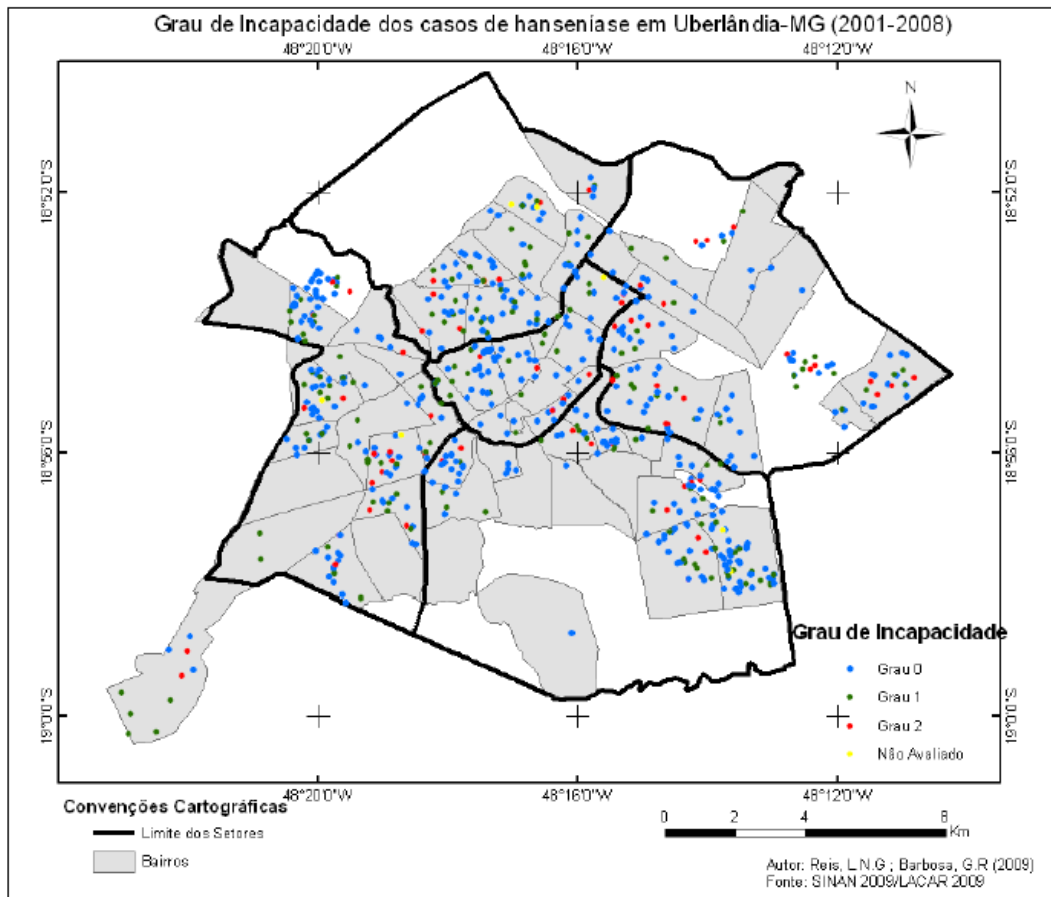 Grau de Incapacidade dos casos de hanseníase em Uberlândia-MG (2001-2008)
48°20'0"W 48°16'0"W 48°12'0"W
N
18°52'0"S 18°52'0"S
18°56'0"S 18°56'0"S
Grau de Incapacidade
Grau 0
Grau 1
19°0'0"S 19°0'0"S
Grau 2
Não Avaliado
48°20'0"W 48°16'0"W 48°12'0"W
Convenções Cartográficas
Limite dos Setores
Bairros
0 2 4 8
Km
Autor: Reis, L.N.G ; Barbosa, G.R (2009)
Fonte: SINAN 2009/LACAR 2009